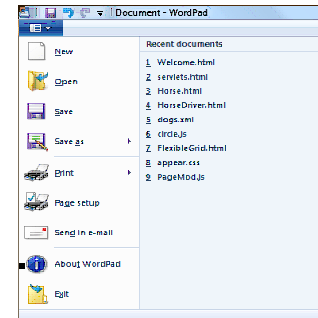 Document - WordPad
New
Open
Save
Save as
Print
Page setup
Send in e-mail
About WordPad
Exit
Recent documents
1 Welcome.html
2 servlets.html
3 Horse.html
4 HorseDriver.html
5 dogs.xml
6 circle.js
7 FlexibleGrid.html
8 appear.css
9 PageMod.js